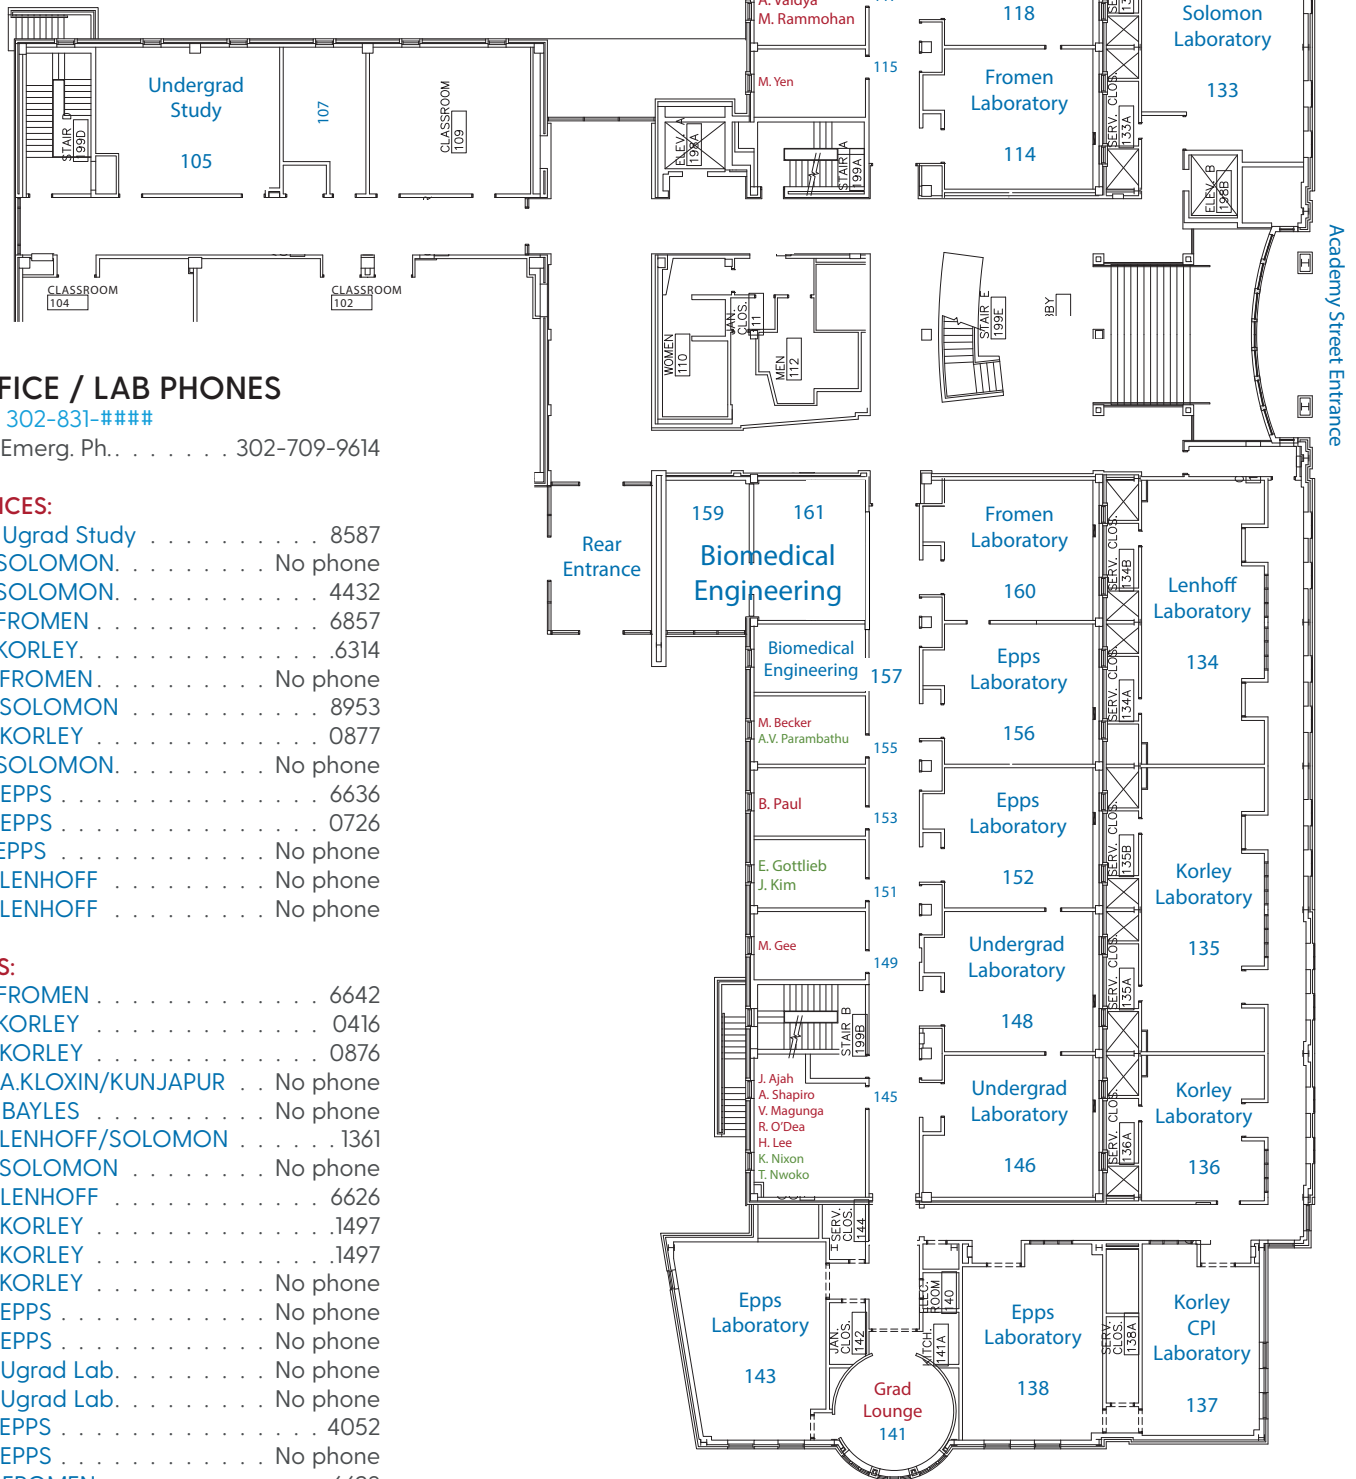 M. Rammohan
118
Solomon
Laboratory
133
115
M. Yen
Fromen
Laboratory
114
SERV. CLOS.
133A
Undergrad
Study
105
107
CLASSROOM
109
STAIR D
199D
ELEV. A
198A
STAIR A
199A
ELEV. B
198B
Academy Street Entrance
CLASSROOM
104
CLASSROOM
102
WOMEN
110
JAN.
CLOS.
111
MEN
112
STAIR E
199E
FICE / LAB PHONES
302-831-####
Emerg. Ph.. . . . . . . 302-709-9614
ICES:
Ugrad Study . . . . . . . . . . . 8587
SOLOMON. . . . . . . . . No phone
SOLOMON. . . . . . . . . . . . 4432
FROMEN . . . . . . . . . . . . . 6857
KORLEY. . . . . . . . . . . . . . .6314
FROMEN . . . . . . . . . . No phone
SOLOMON . . . . . . . . . . . 8953
KORLEY . . . . . . . . . . . . . 0877
SOLOMON. . . . . . . . . No phone
EPPS . . . . . . . . . . . . . . . 6636
EPPS . . . . . . . . . . . . . . . 0726
EPPS . . . . . . . . . . . . No phone
LENHOFF . . . . . . . . . No phone
LENHOFF . . . . . . . . . No phone
S:
FROMEN . . . . . . . . . . . . . 6642
KORLEY . . . . . . . . . . . . . 0416
KORLEY . . . . . . . . . . . . . 0876
A.KLOXIN/KUNJAPUR . . No phone
BAYLES . . . . . . . . . . No phone
LENHOFF/SOLOMON . . . . . . 1361
SOLOMON . . . . . . . . No phone
LENHOFF . . . . . . . . . . . . 6626
KORLEY . . . . . . . . . . . . . .1497
KORLEY . . . . . . . . . . . . . .1497
KORLEY . . . . . . . . . . No phone
EPPS . . . . . . . . . . . . No phone
EPPS . . . . . . . . . . . . No phone
Ugrad Lab. . . . . . . . . No phone
Ugrad Lab. . . . . . . . . No phone
EPPS . . . . . . . . . . . . . . . 4052
EPPS . . . . . . . . . . . . No phone
Rear
Entrance
159
161
Biomedical
Engineering
Biomedical
Engineering
157
M. Becker
A.V. Parambathu
155
B. Paul
153
E. Gottlieb
J. Kim
151
M. Gee
149
STAIR B
199B
J. Ajah
A. Shapiro
V. Magunga
R. O'Dea
H. Lee
K. Nixon
T. Nwoko
145
Fromen
Laboratory
160
Epps
Laboratory
156
Epps
Laboratory
152
Undergrad
Laboratory
148
Undergrad
Laboratory
146
SERV. CLOS.
134B
SERV. CLOS.
134A
SERV. CLOS.
135B
SERV. CLOS.
135A
SERV. CLOS.
136A
Lenhoff
Laboratory
134
Korley
Laboratory
135
Korley
Laboratory
136
SERV.
CLOS.
144
Epps
Laboratory
143
JAN.
CLOS.
142
ROOM
140
141A
Grad
Lounge
141
Epps
Laboratory
138
SERV.
CLOS.
138A
Korley
CPI
Laboratory
137